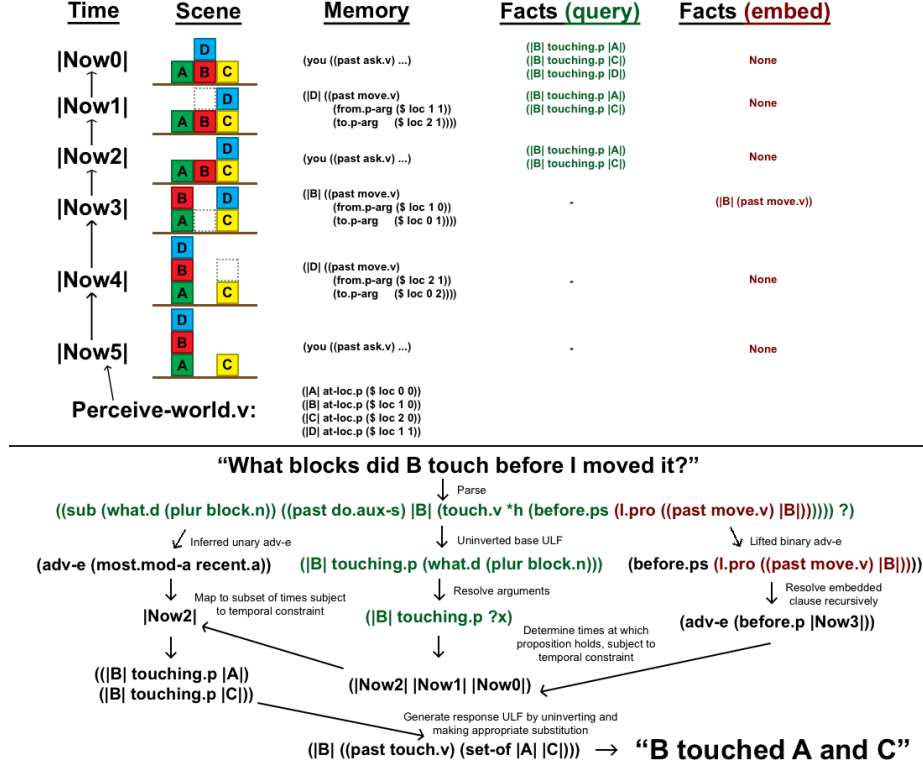 Time Scene Memory Facts (query) Facts (embed)
|Now0|
D
A B C
(you ((past ask.v) ...)
(|B| touching.p |A|)
(|B| touching.p |C|)
(|B| touching.p |D|)
None
|Now1|
D
A B C
(|D| ((past move.v)
(from.p-arg ($ loc 1 1))
(to.p-arg ($ loc 2 1))))
(|B| touching.p |A|)
(|B| touching.p |C|)
None
|Now2|
D
A B C
(you ((past ask.v) ...)
(|B| touching.p |A|)
(|B| touching.p |C|)
None
|Now3|
B D
A C
(|B| ((past move.v)
(from.p-arg ($ loc 1 0))
(to.p-arg ($ loc 0 1))))
-
(|B| (past move.v))
|Now4|
D
B
A C
(|D| ((past move.v)
(from.p-arg ($ loc 2 1))
(to.p-arg ($ loc 0 2))))
-
None
|Now5|
D
B
A C
(you ((past ask.v) ...)
-
None
Perceive-world.v:
(|A| at-loc.p ($ loc 0 0))
(|B| at-loc.p ($ loc 1 0))
(|C| at-loc.p ($ loc 2 0))
(|D| at-loc.p ($ loc 1 1))
“What blocks did B touch before I moved it?”
Parse
((sub (what.d (plur block.n)) ((past do.aux-s) |B| (touch.v *h (before.ps (I.pro ((past move.v) |B|)))))) ?)
Inferred unary adv-e
Uninverted base ULF
Lifted binary adv-e
(adv-e (most.mod-a recent.a))
(|B| touching.p (what.d (plur block.n)))
(before.ps (I.pro ((past move.v) |B|))))
Map to subset of times subject
to temporal constraint
Resolve arguments
Resolve embedded
clause recursively
|Now2|
(|B| touching.p ?x)
(adv-e (before.p |Now3|))
Determine times at which
proposition holds, subject to
temporal constraint
((|B| touching.p |A|)
(|B| touching.p |C|))
(|Now2| |Now1| |Now0|)
Generate response ULF by uninverting and
making appropriate substitution
(|B| ((past touch.v) (set-of |A| |C|)))
“B touched A and C”